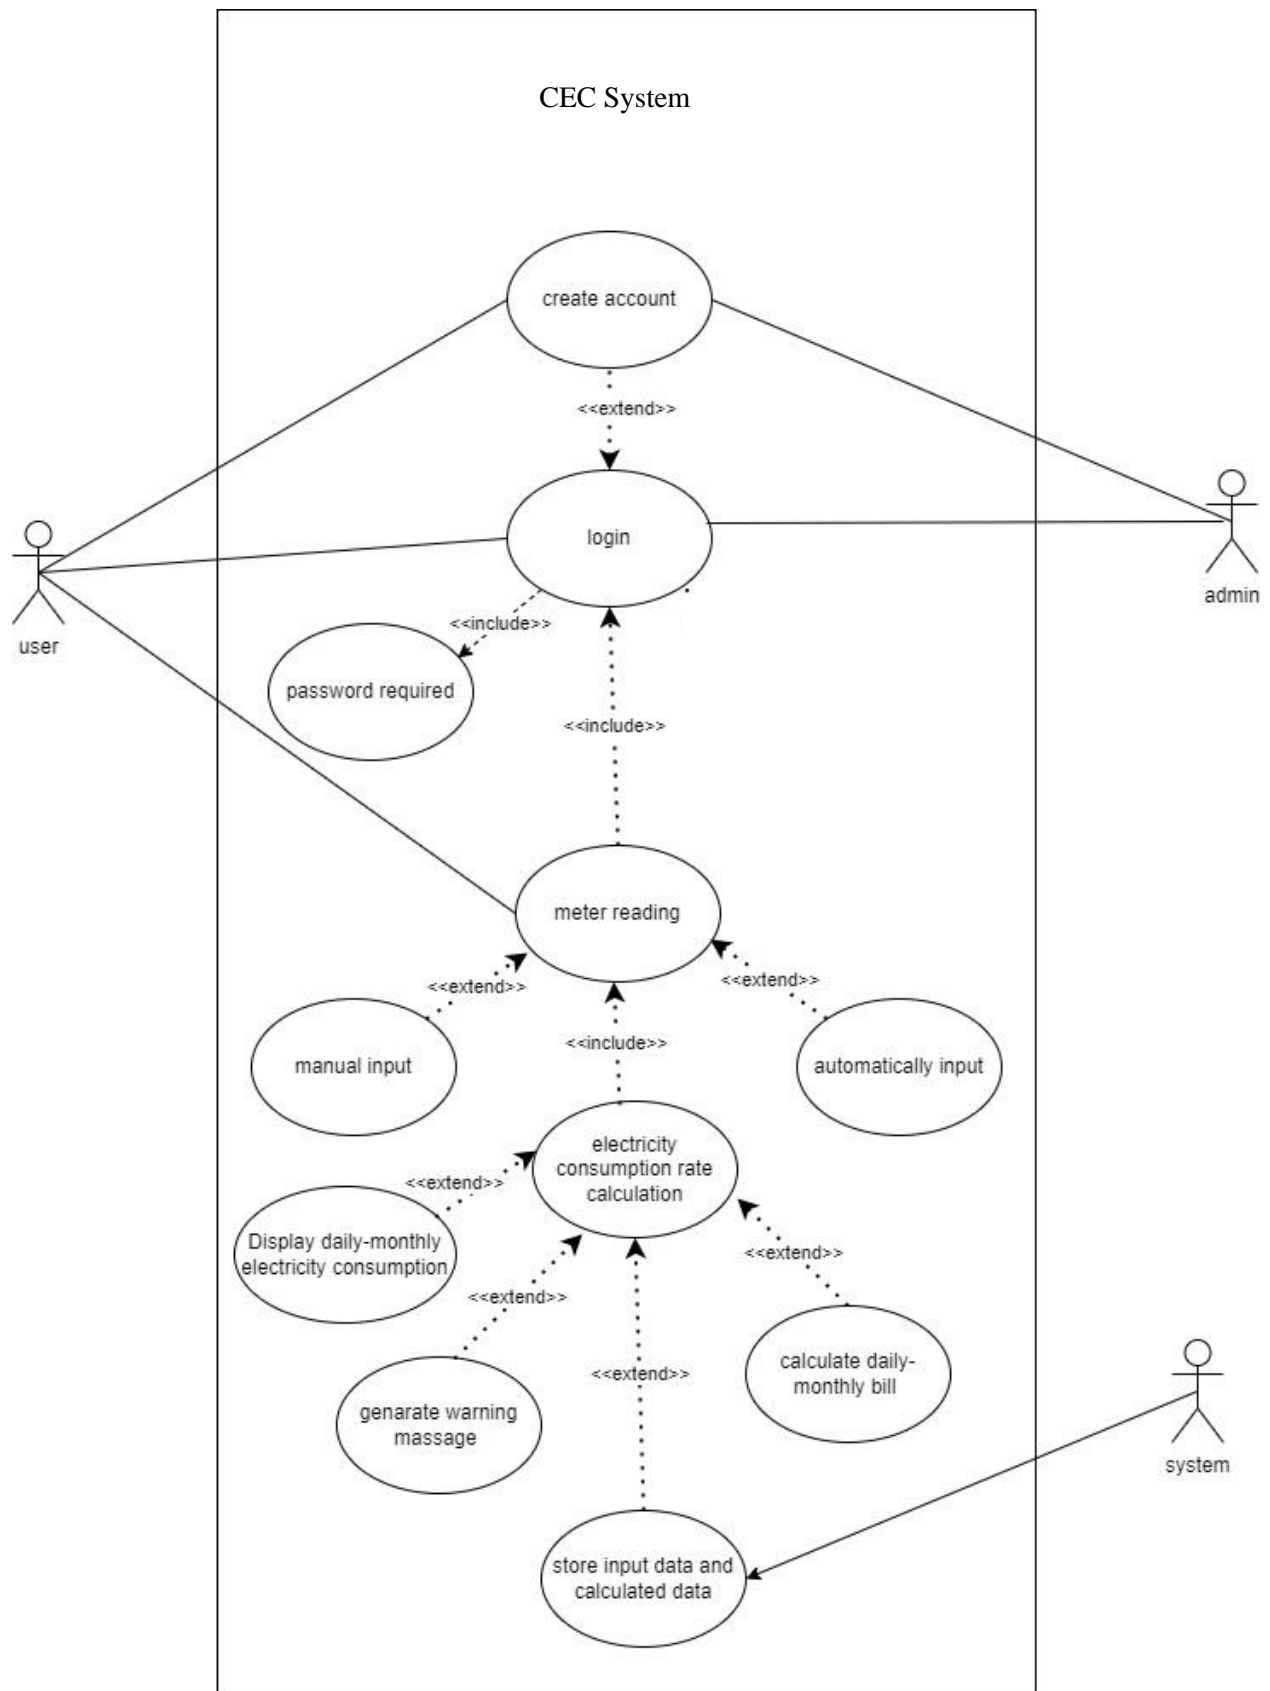 CEC System
create account
<<extend>>
login
admin
user
<<include>>
password required
<<include>>
meter reading
<<extend>>
<<extend>>
<<include>>
manual input
automatically input
electricity
consumption rate
calculation
<<extend>>
Display daily-monthly
electricity consumption
<<extend>>
<<extend>>
<<extend>>
calculate daily-
monthly bill
genarate warning
massage
system
store input data and
calculated data